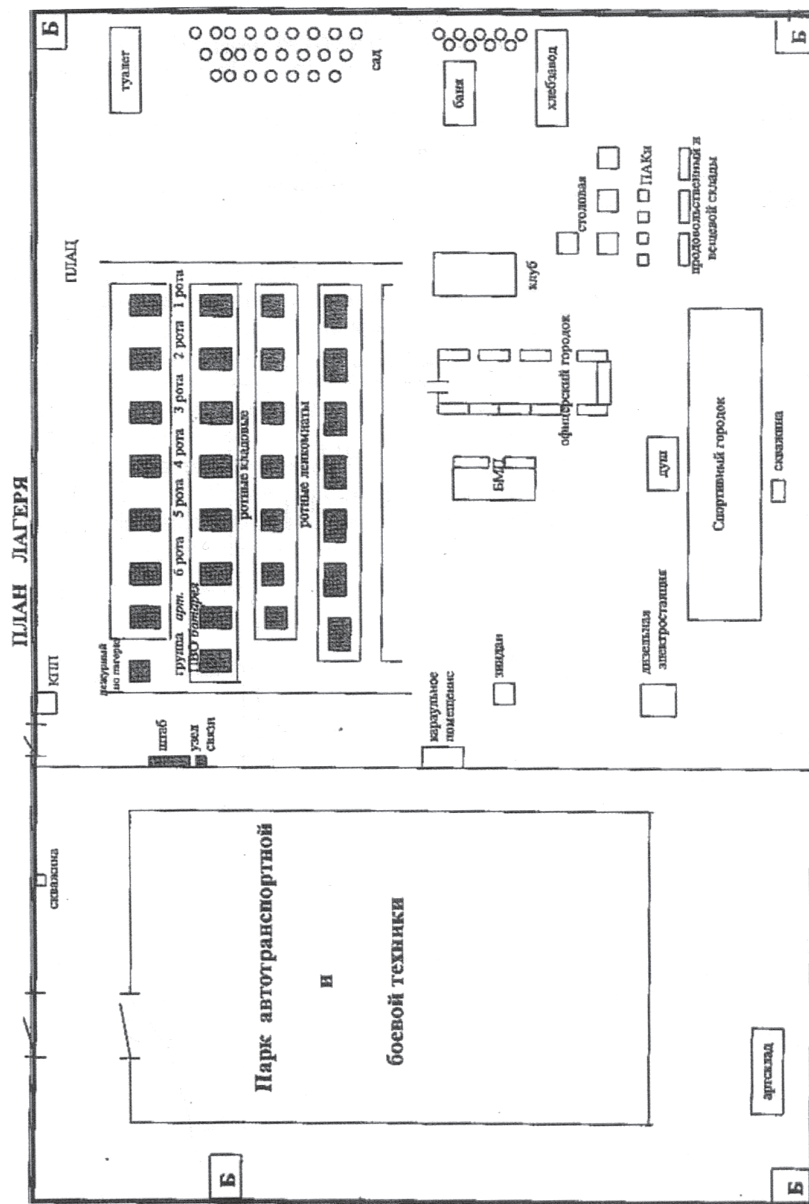 ПЛАН ЛАГЕРЯ
Б
Б
туалет
сад
баня
хлебзавод
ПЛАЦ
столовая
ПАКи
продовольственный и
вещевой склады
клуб
1 рота
2 рота
3 рота
4 рота
5 рота
6 рота
арт.
батарея
группа
ПВО
ротные кладовые
ротные ленкомнаты
офицерский городок
БМП
душ
Спортивный городок
скважина
КПП
дежурный
по лагерю
штаб
узел
связи
караульное
помещение
зиндан
дизельная
электростанция
скважина
Парк автотранспортной
и
боевой техники
артсклад
Б
Б